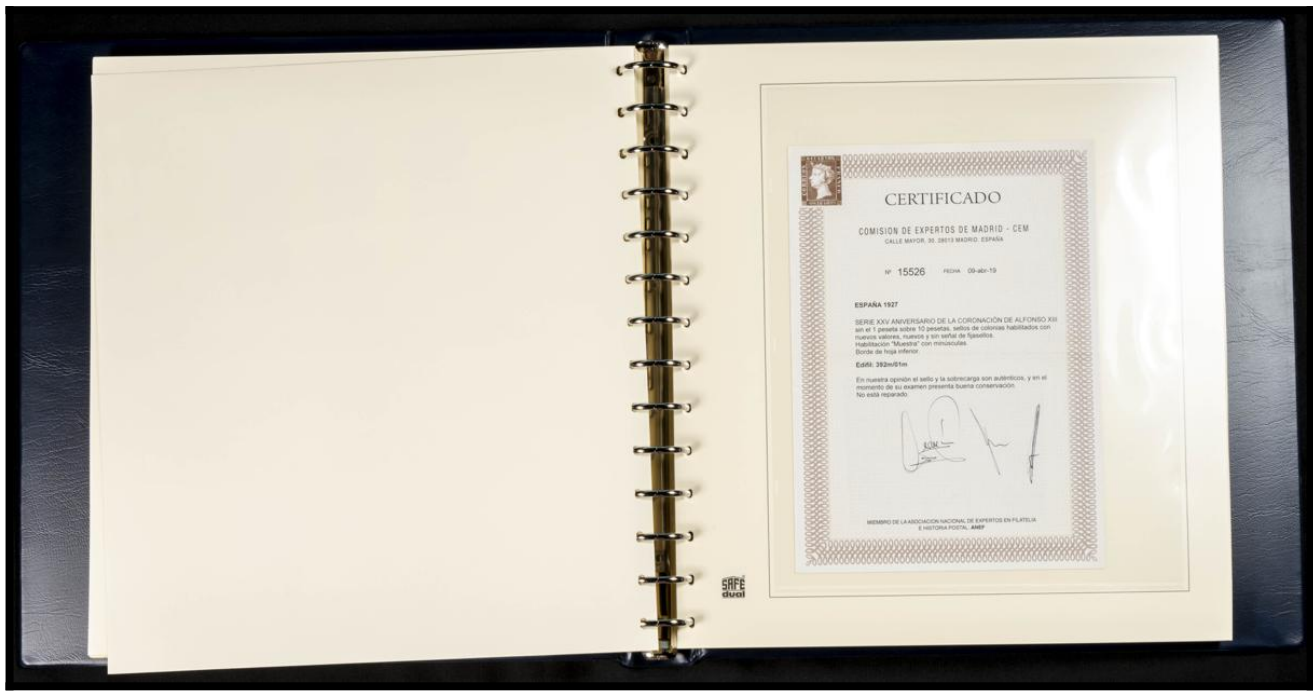 CERTIFICADO
COMISION DE EXPERTOS DE MADRID - CEM
CALLE MAYOR, 30. 28013 MADRID. ESPAÑA
Nº 15526 FECHA 09-abr-19
ESPAÑA 1927
SERIE XXV ANIVERSARIO DE LA CORONACIÓN DE ALFONSO XIII
sin el 1 peseta sobre 10 pesetas, sellos de colonias habilitados con
nuevos valores, nuevos y sin señal de fijasellos.
Habilitación "Muestra" con minúsculas.
Borde de hoja inferior.
Edifil: 392m/01m
En nuestra opinión el sello y la sobrecarga son auténticos, y en el
momento de su examen presenta buena conservación.
No está reparado.
MIEMBRO DE LA ASOCIACION NACIONAL DE EXPERTOS EN FILATELIA
E HISTORIA POSTAL. ANEF
SAFE
dual